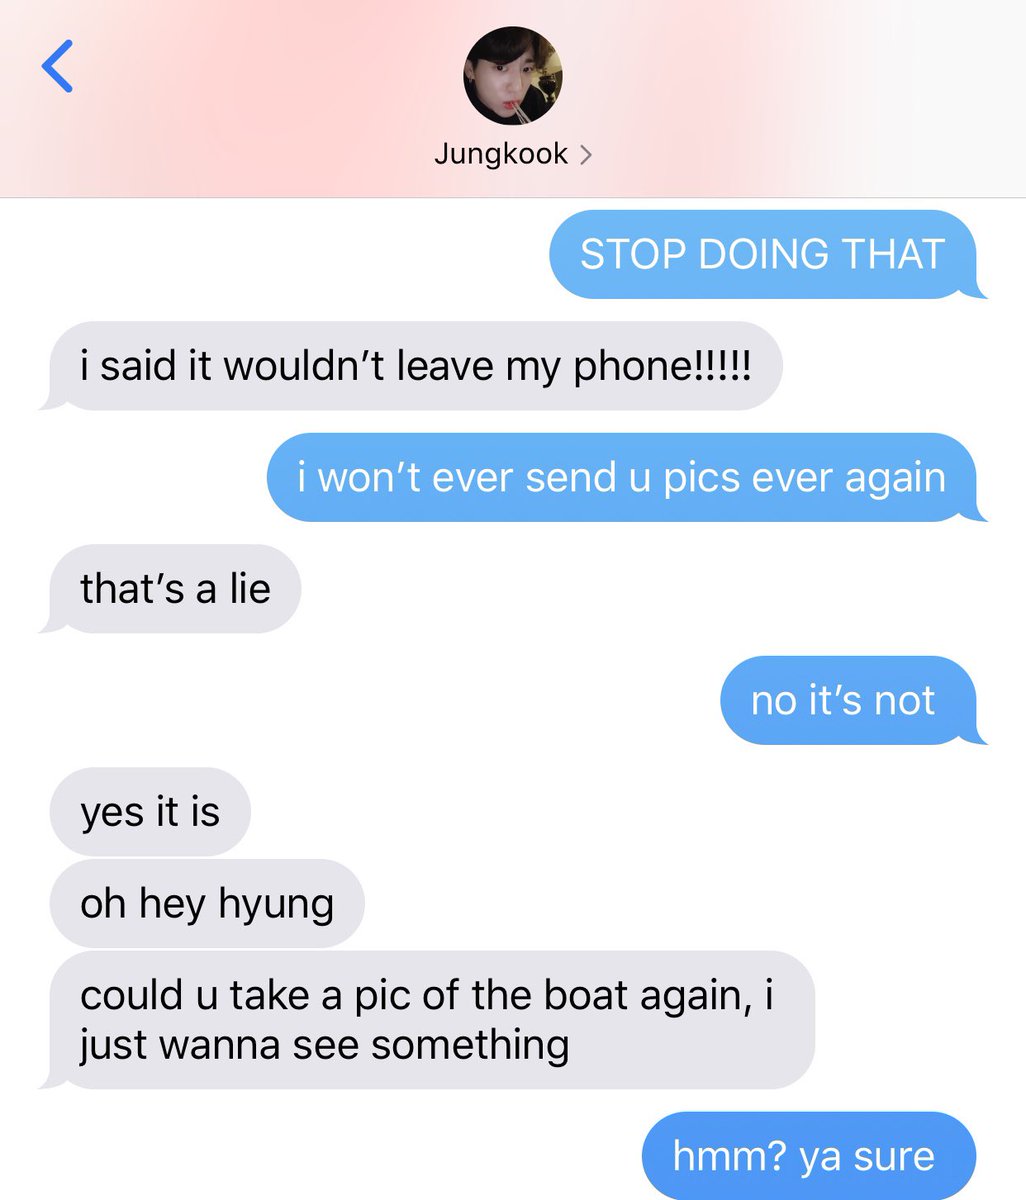 Jungkook
STOP DOING THAT
i said it wouldn’t leave my phone!!!!!
i won’t ever send u pics ever again
that’s a lie
no it’s not
yes it is
oh hey hyung
could u take a pic of the boat again, i
just wanna see something
hmm? ya sure